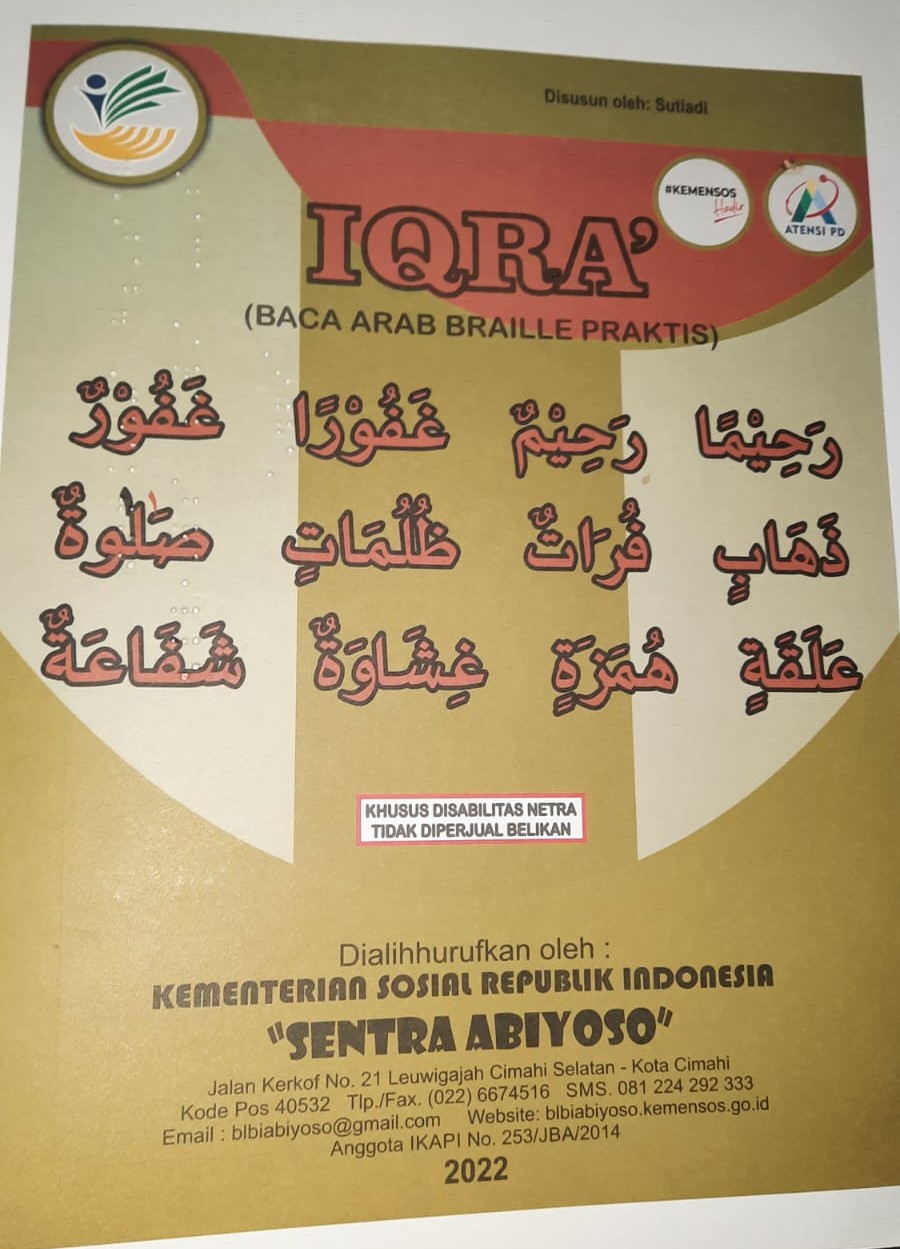 Disusun oleh: Sutiadi
#KEMENSOS
Hadir
ATENSI PD
IQRA’
(BACA ARAB BRAILLE PRAKTIS)
رَحِيْمًا رَحِيْمٌ غَفُوْرًا غَفُوْرٌ
ذَهَابٍ فُرَاتٌ ظُلُمَاتٍ صَلٰوةٌ
عَلَقَةٍ هُمَزَةٍ غِشَاوَةٌ شَفَاعَةٌ
KHUSUS DISABILITAS NETRA
TIDAK DIPERJUAL BELIKAN
Dialihhurufkan oleh :
KEMENTERIAN SOSIAL REPUBLIK INDONESIA
"SENTRA ABIYOSO"
Jalan Kerkof No. 21 Leuwigajah Cimahi Selatan - Kota Cimahi
Kode Pos 40532 Tlp./Fax. (022) 6674516 SMS. 081 224 292 333
Email : blbiabiyoso@gmail.com Website: blbiabiyoso.kemensos.go.id
Anggota IKAPI No. 253/JBA/2014
2022